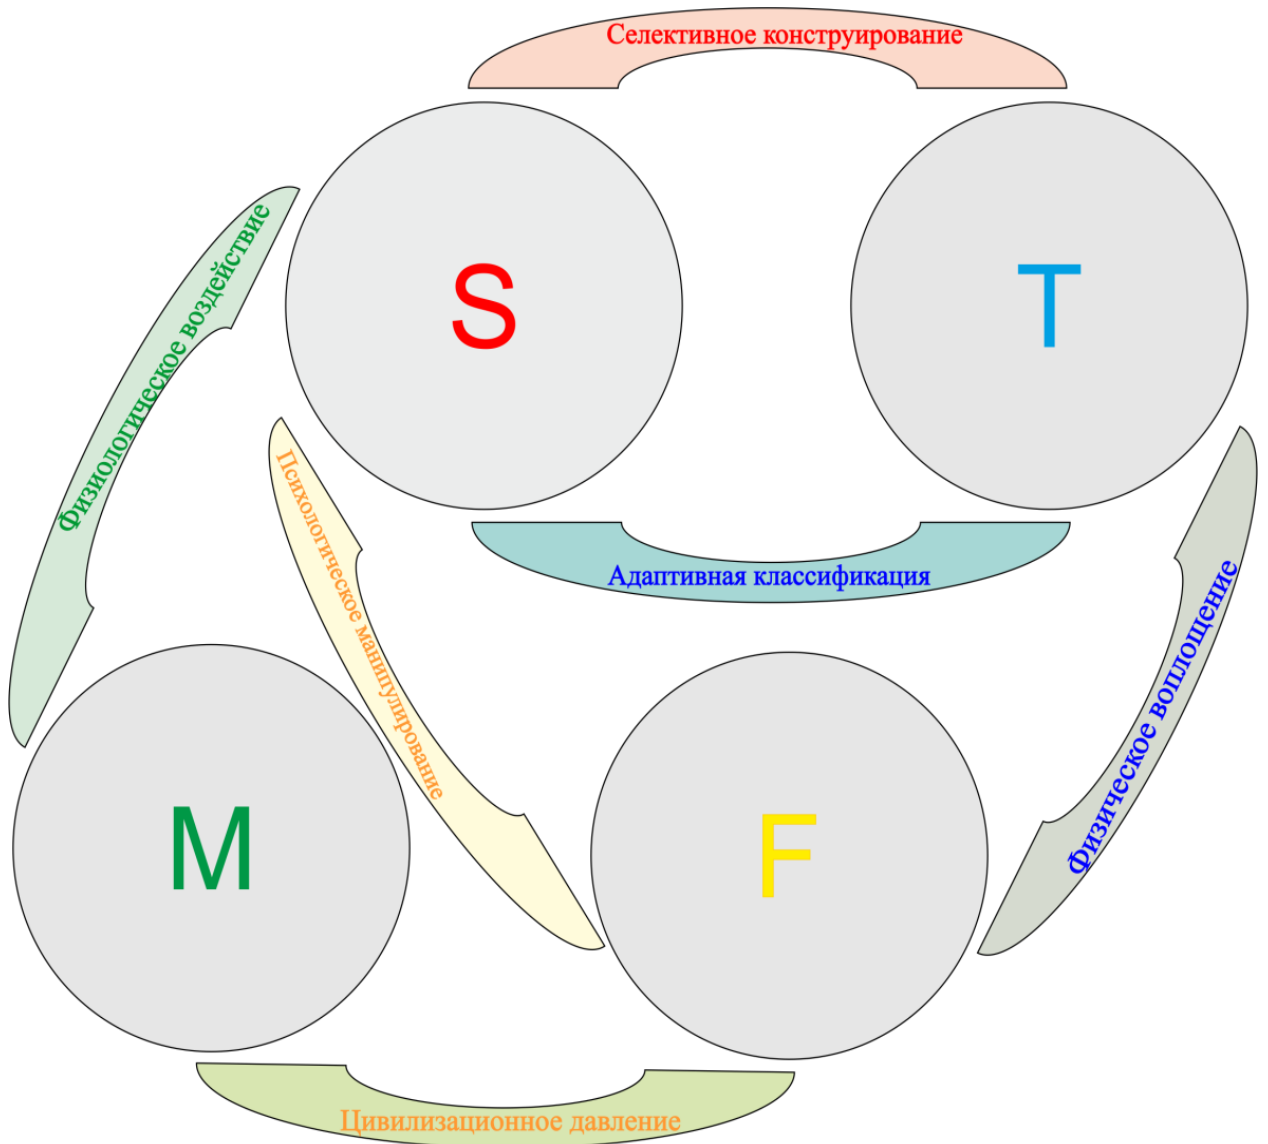 Селективное конструирование
S
T
Физиологическое воздействие
Психологическое манипулирование
Адаптивная классификация
Физическое воплощение
M
F
Цивилизационное давление